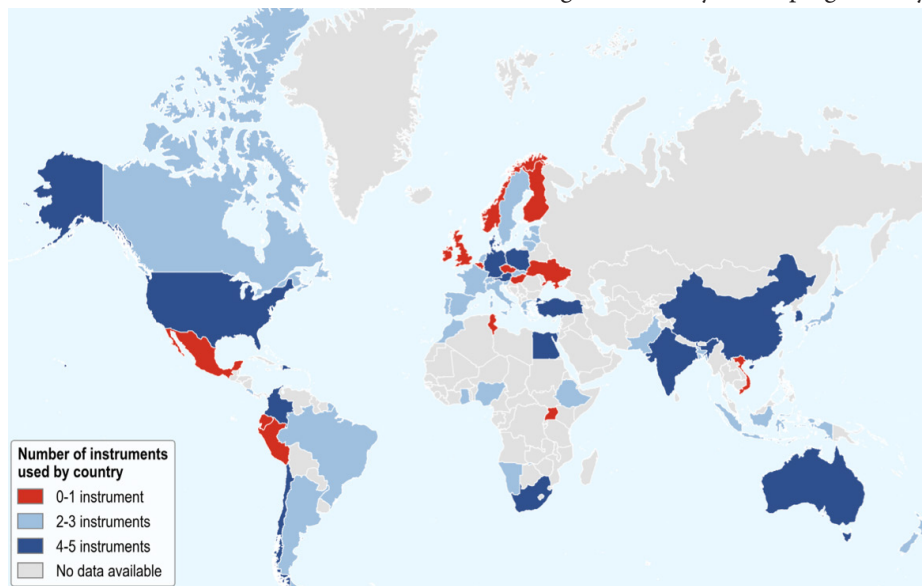 Number of instruments
used by country
0-1 instrument
2-3 instruments
4-5 instruments
No data available